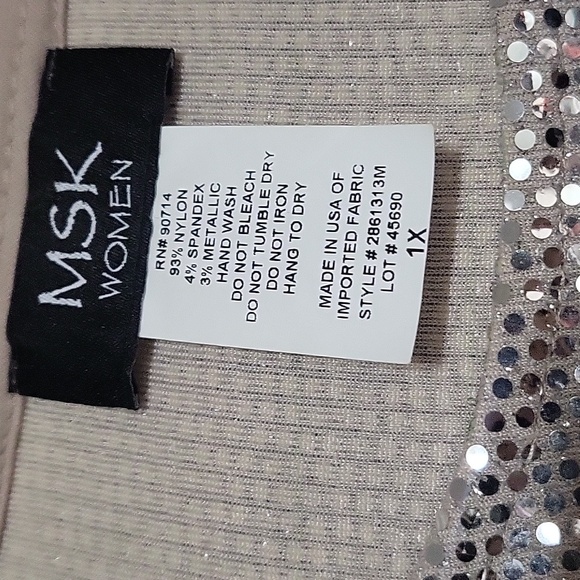 MSK
WOMEN
RN# 90714
93% NYLON
4% SPANDEX
3% METALLIC
HAND WASH
DO NOT BLEACH
DO NOT TUMBLE DRY
DO NOT IRON
HANG TO DRY
MADE IN USA OF
IMPORTED FABRIC
STYLE # 2861313M
LOT # 45690
1X